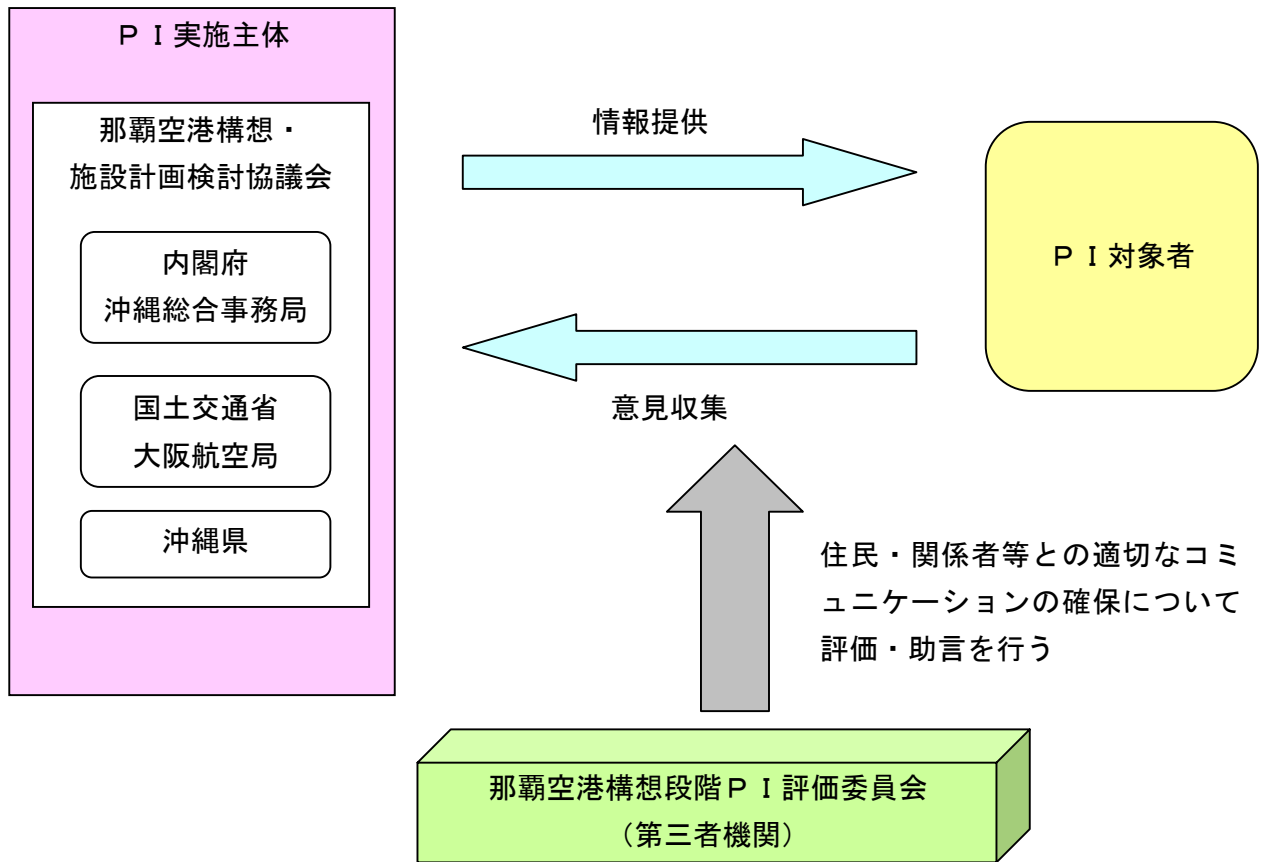 ＰＩ実施主体
那覇空港構想・
施設計画検討協議会
内閣府
沖縄総合事務局
国土交通省
大阪航空局
沖縄県
情報提供
意見収集
ＰＩ対象者
住民・関係者等との適切なコミ
ュニケーションの確保について
評価・助言を行う
那覇空港構想段階ＰＩ評価委員会
（第三者機関）